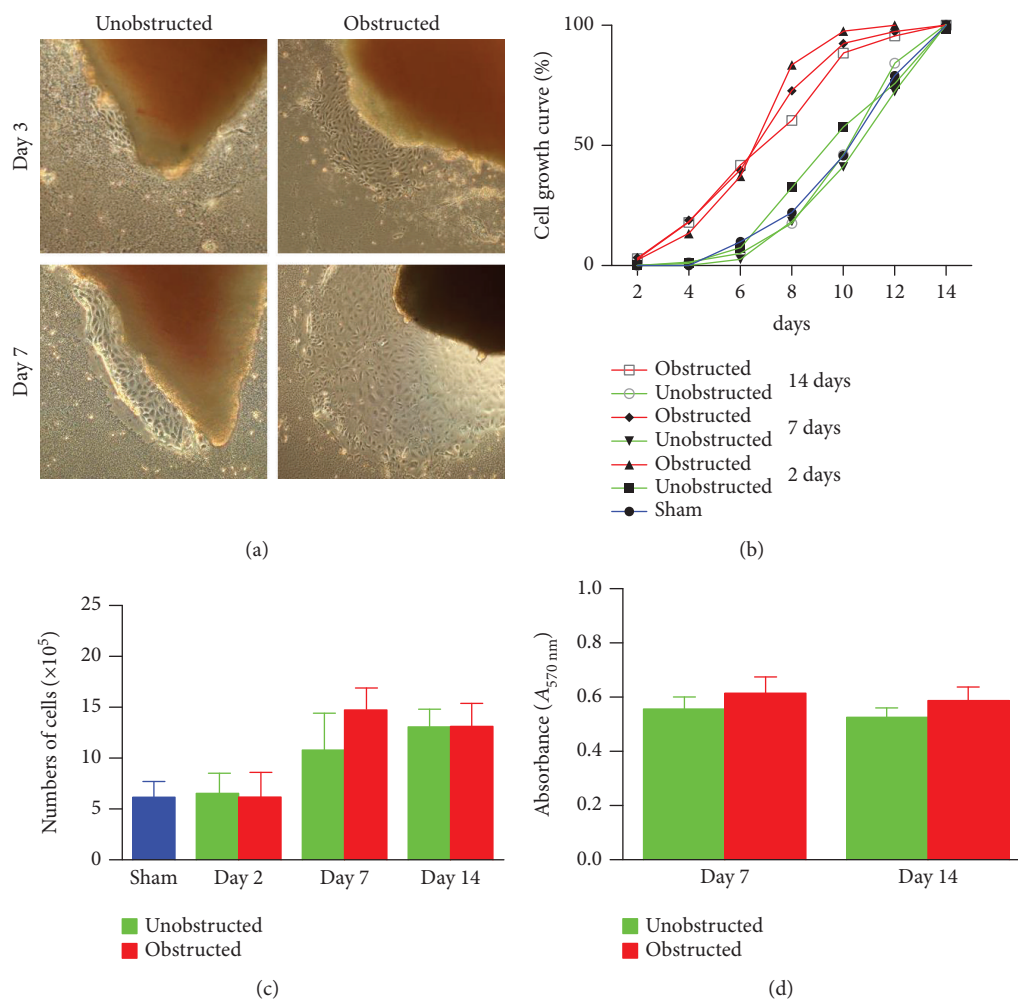 Unobstructed Obstructed
Day 3
Day 7
(a)
Cell growth curve (%)
100
50
0
2 4 6 8 10 12 14
days
Obstructed
Unobstructed
14 days
Obstructed
Unobstructed
7 days
Obstructed
Unobstructed
2 days
Sham
(b)
Numbers of cells (×10⁵)
25
20
15
10
5
0
Sham Day 2 Day 7 Day 14
Unobstructed
Obstructed
(c)
Absorbance (A570 nm)
1.0
0.8
0.6
0.4
0.2
0.0
Day 7 Day 14
Unobstructed
Obstructed
(d)